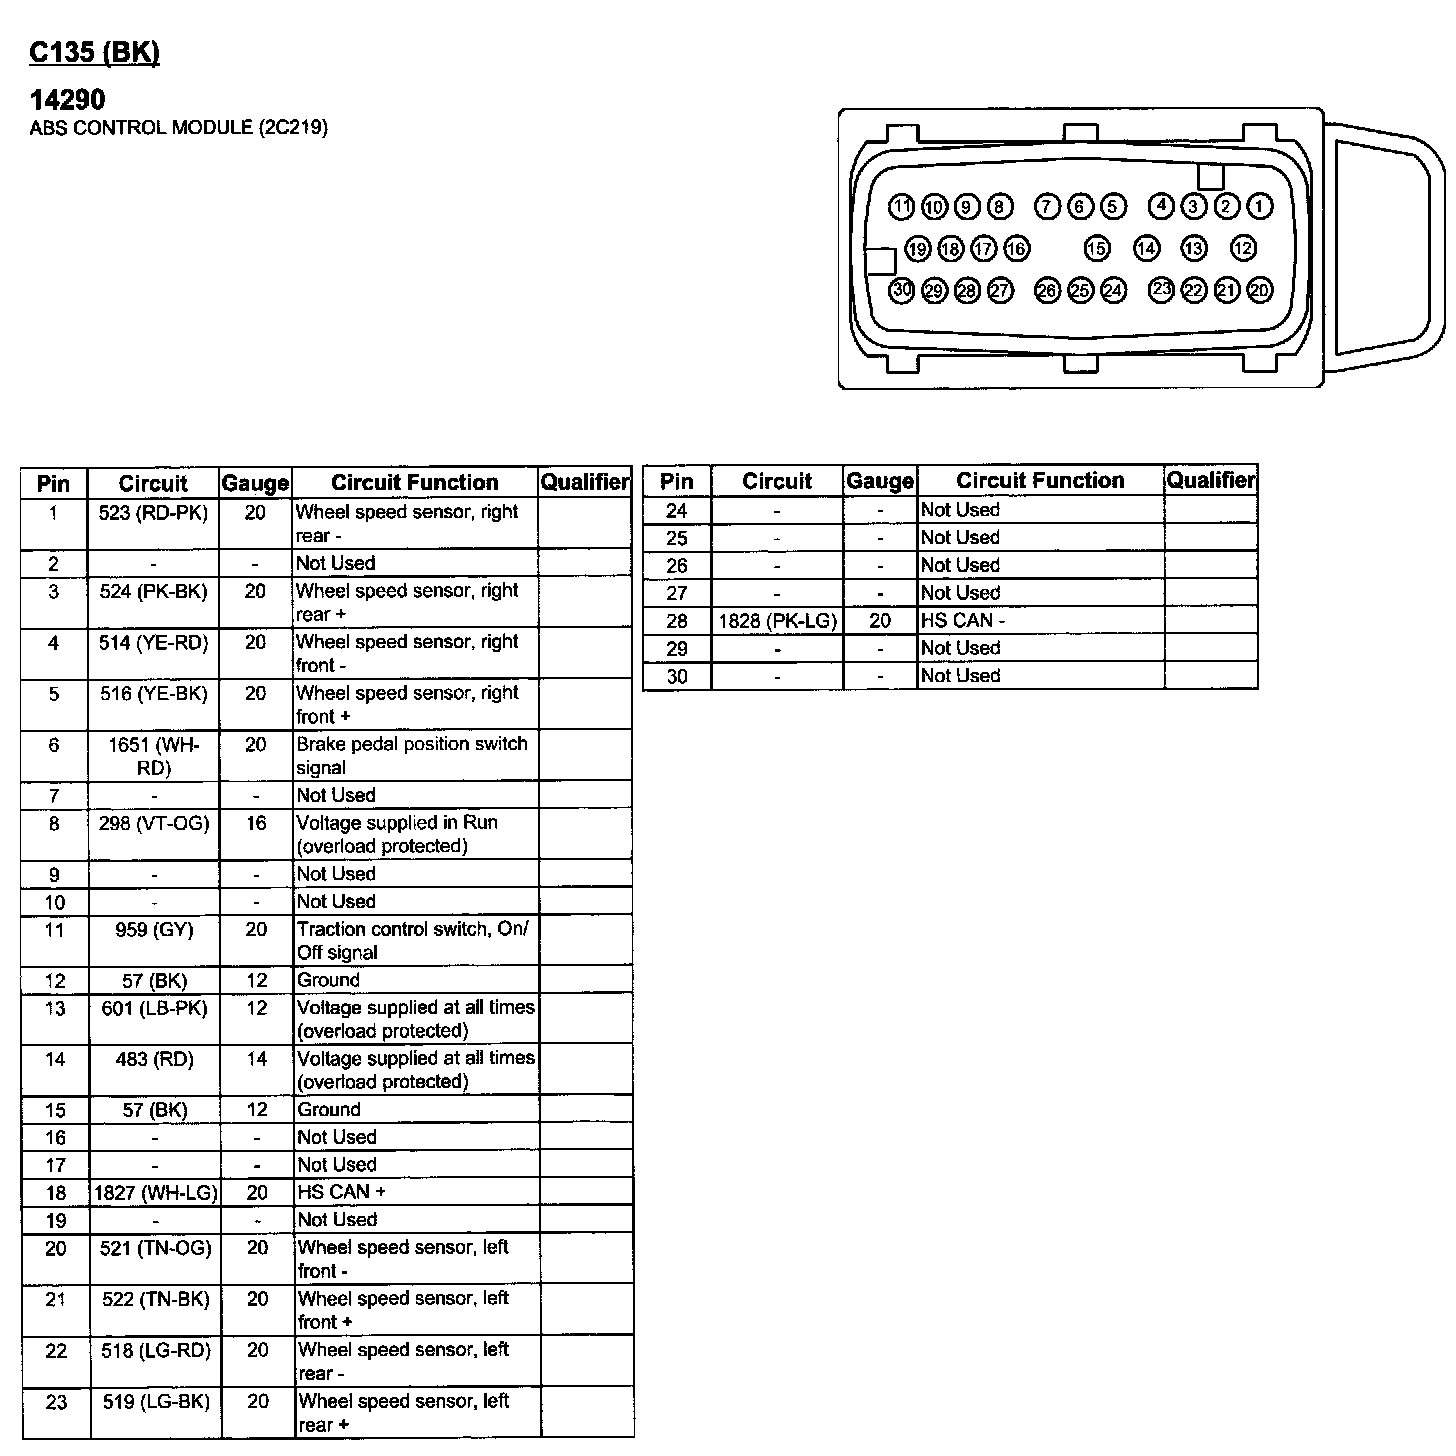 C135 (BK)
14290
ABS CONTROL MODULE (2C219)
11 10 9 8 7 6 5 4 3 2 1
19 18 17 16 15 14 13 12
30 29 28 27 26 25 24 23 22 21 20
Pin Circuit Gauge Circuit Function Qualifier
1 523 (RD-PK) 20 Wheel speed sensor, right
rear -
2 - - Not Used
3 524 (PK-BK) 20 Wheel speed sensor, right
rear +
4 514 (YE-RD) 20 Wheel speed sensor, right
front -
5 516 (YE-BK) 20 Wheel speed sensor, right
front +
6 1651 (WH- 20 Brake pedal position switch
RD) signal
7 - - Not Used
8 298 (VT-OG) 16 Voltage supplied in Run
(overload protected)
9 - - Not Used
10 - - Not Used
11 959 (GY) 20 Traction control switch, On/
Off signal
12 57 (BK) 12 Ground
13 601 (LB-PK) 12 Voltage supplied at all times
(overload protected)
14 483 (RD) 14 Voltage supplied at all times
(overload protected)
15 57 (BK) 12 Ground
16 - - Not Used
17 - - Not Used
18 1827 (WH-LG) 20 HS CAN +
19 - - Not Used
20 521 (TN-OG) 20 Wheel speed sensor, left
front -
21 522 (TN-BK) 20 Wheel speed sensor, left
front +
22 518 (LG-RD) 20 Wheel speed sensor, left
rear -
23 519 (LG-BK) 20 Wheel speed sensor, left
rear +
Pin Circuit Gauge Circuit Function Qualifier
24 - - Not Used
25 - - Not Used
26 - - Not Used
27 - - Not Used
28 1828 (PK-LG) 20 HS CAN -
29 - - Not Used
30 - - Not Used